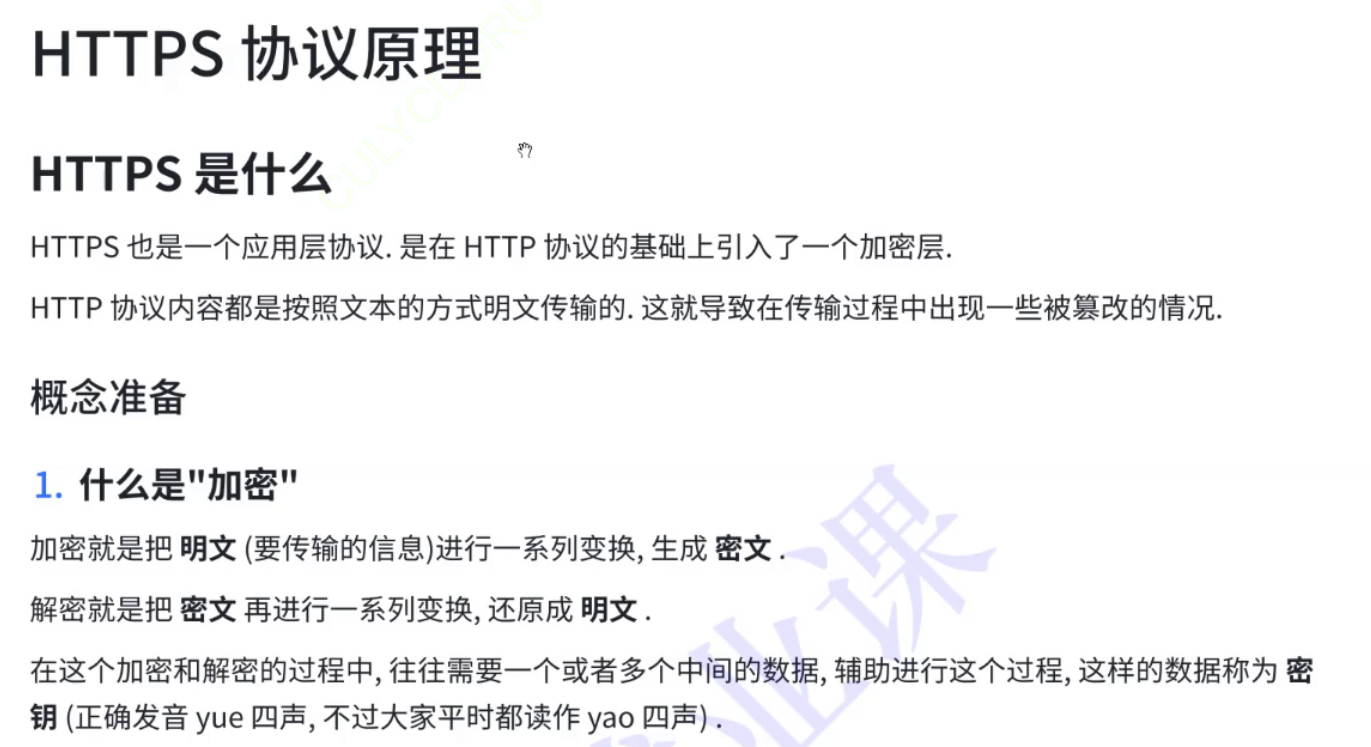 HTTPS 协议原理
HTTPS 是什么
HTTPS 也是一个应用层协议. 是在 HTTP 协议的基础上引入了一个加密层.
HTTP 协议内容都是按照文本的方式明文传输的. 这就导致在传输过程中出现一些被篡改的情况.
概念准备
1. 什么是"加密"
加密就是把 明文 (要传输的信息)进行一系列变换, 生成 密文 .
解密就是把 密文 再进行一系列变换, 还原成 明文 .
在这个加密和解密的过程中, 往往需要一个或者多个中间的数据, 辅助进行这个过程, 这样的数据称为 密
钥 (正确发音 yue 四声, 不过大家平时都读作 yao 四声) .
业课